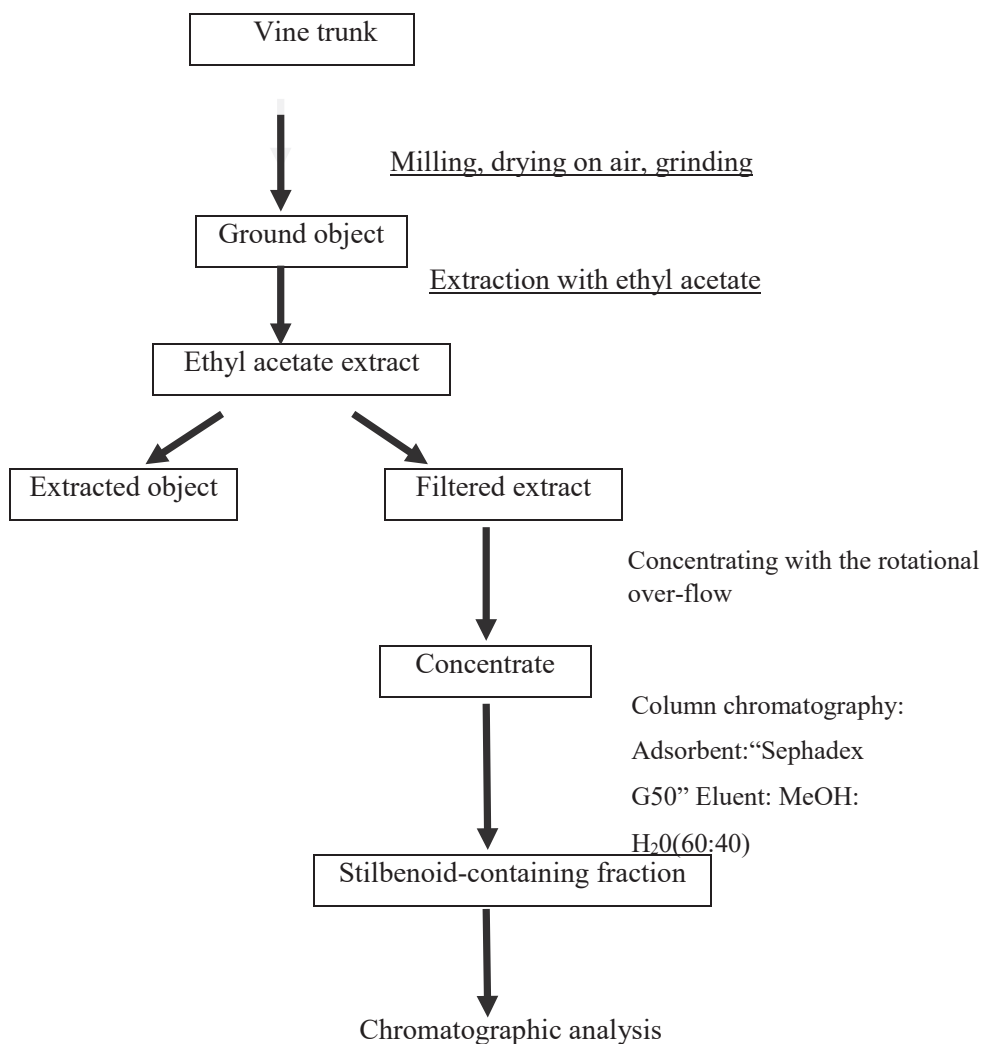 Vine trunk
Milling, drying on air, grinding
Ground object
Extraction with ethyl acetate
Ethyl acetate extract
Extracted object
Filtered extract
Concentrating with the rotational
over-flow
Concentrate
Column chromatography:
Adsorbent:“Sephadex
G50” Eluent: MeOH:
H₂0(60:40)
Stilbenoid-containing fraction
Chromatographic analysis